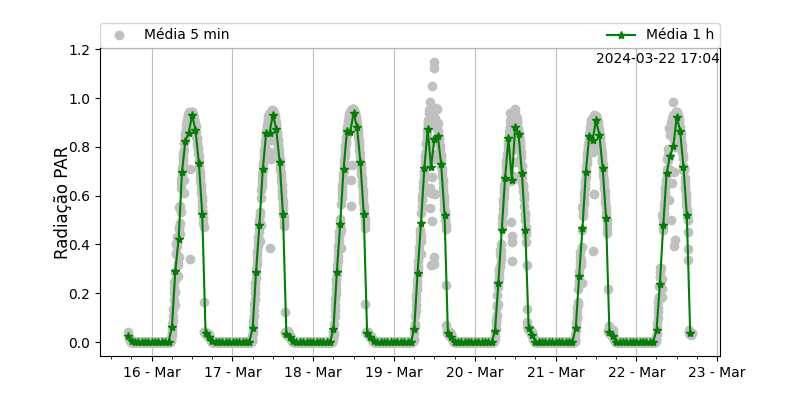 Média 5 min
Média 1 h
2024-03-22 17:04
Radiação PAR
1.2
1.0
0.8
0.6
0.4
0.2
0.0
16 - Mar
17 - Mar
18 - Mar
19 - Mar
20 - Mar
21 - Mar
22 - Mar
23 - Mar